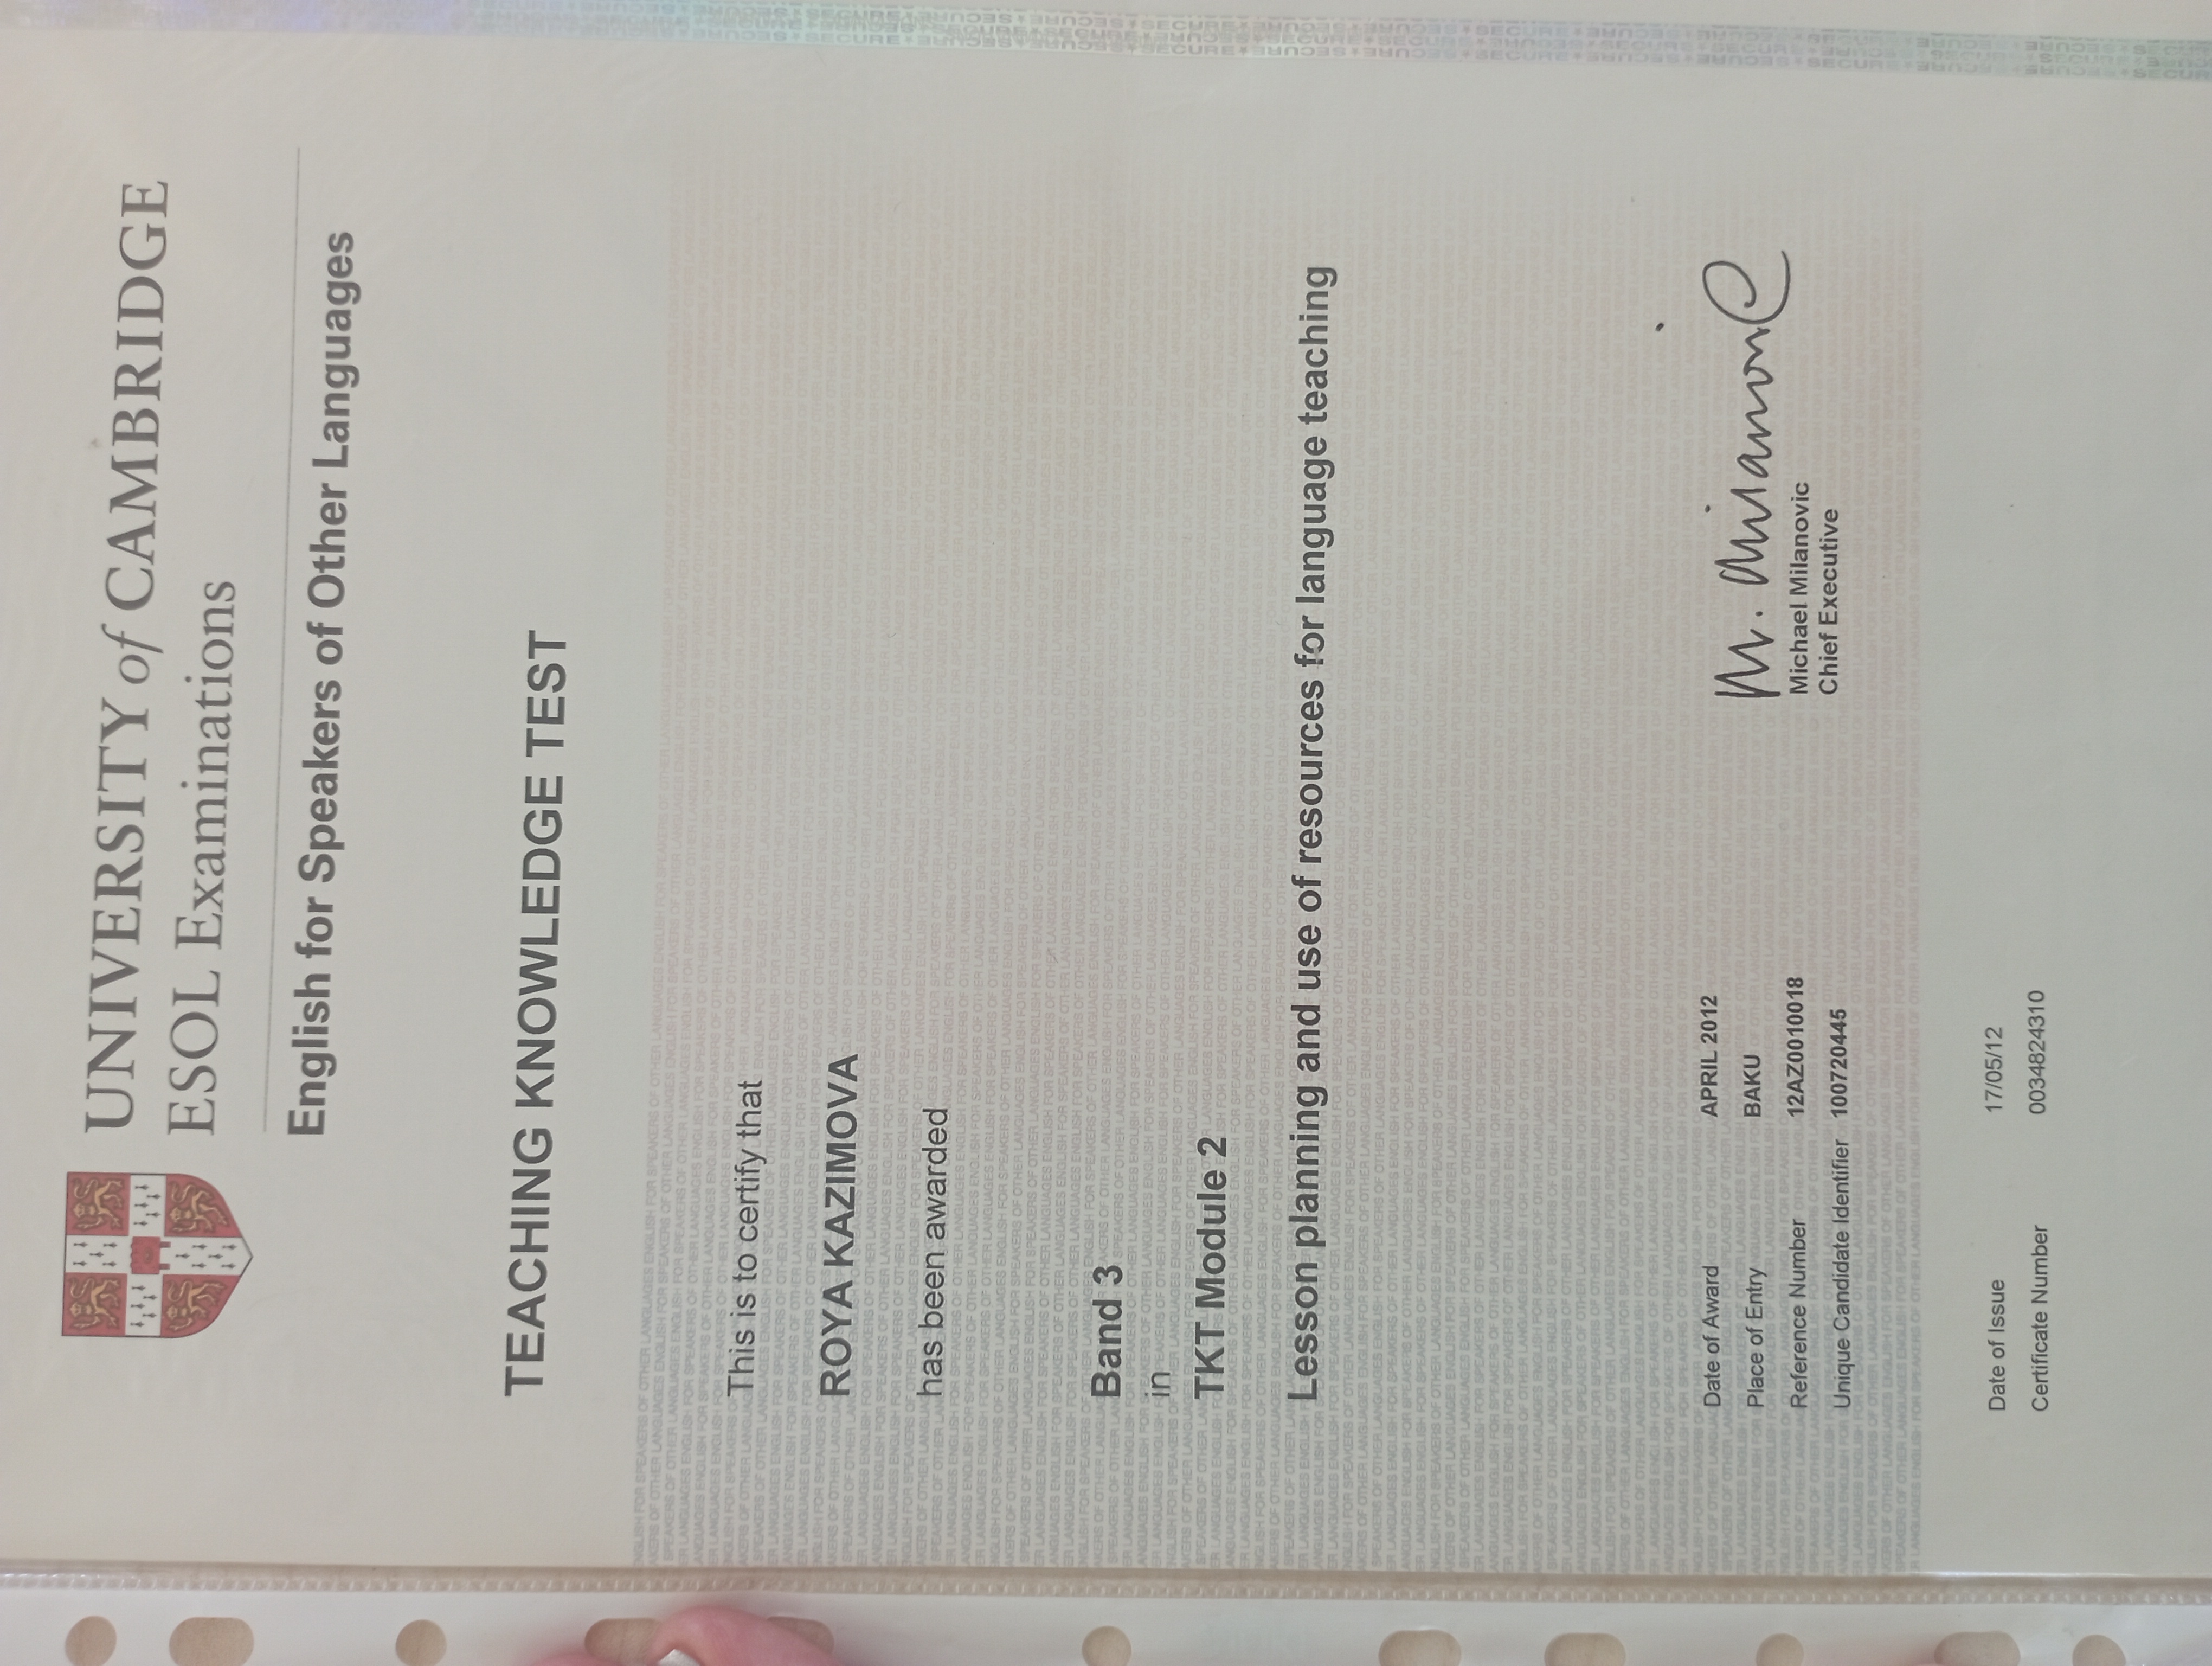 UNIVERSITY of CAMBRIDGE
ESOL Examinations
English for Speakers of Other Languages
TEACHING KNOWLEDGE TEST
This is to certify that
ROYA KAZIMOVA
has been awarded
Band 3
in
TKT Module 2
Lesson planning and use of resources for language teaching
Date of Award APRIL 2012
Place of Entry BAKU
Reference Number 12AZ0010018
Unique Candidate Identifier 100720445
M. Milanovic
Michael Milanovic
Chief Executive
Date of Issue 17/05/12
Certificate Number 0034824310